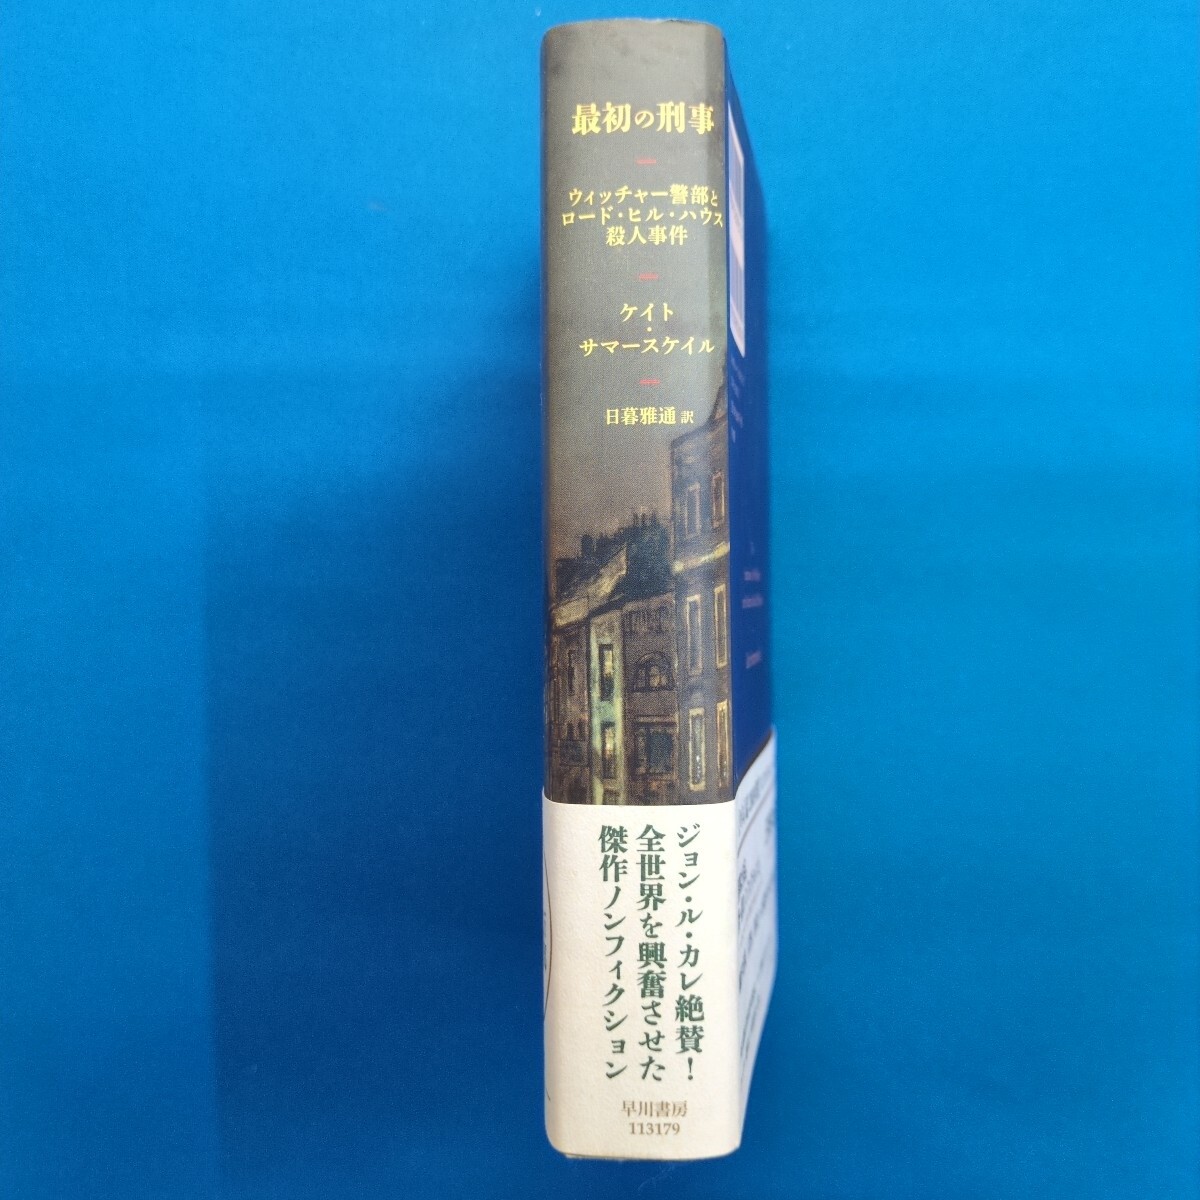 最初の刑事
ウィッチャー警部と
ロード・ヒル・ハウス
殺人事件
ケイト
・
サマースケイル
日暮雅通 訳
ジョン・ル・カレ絶賛!
全世界を興奮させた
傑作ノンフィクション
早川書房
113179